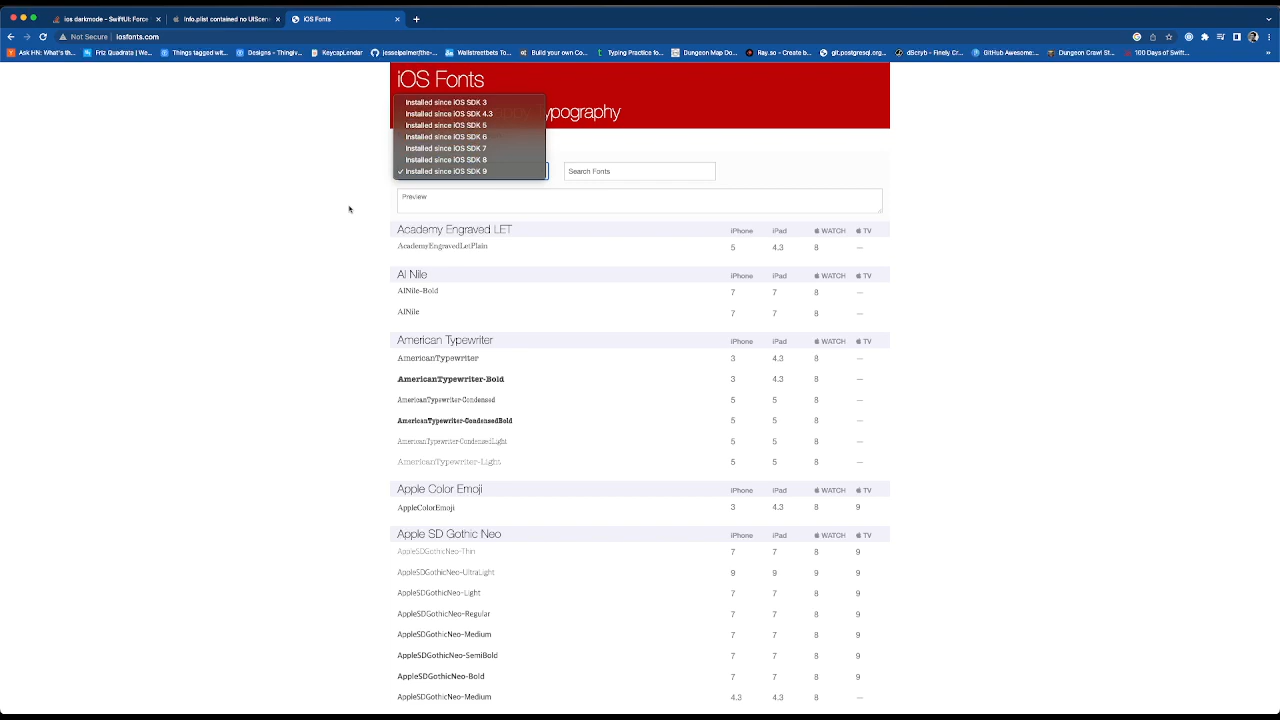 ios darkmode - SwiftUI: Force
Info.plist contained no UIScene
iOS Fonts
Not Secure
iosfonts.com
Ask HN: What's th...
Fritz Quadrata | We...
Things tagged wit...
Designs - Thingiv...
KeycapLendar
jesseipalmer/the-...
Wallstreetbets To...
Build your own Co...
Typing Practice fo...
Dungeon Map Do...
Ray.so - Create b...
git.postgresql.org...
dScryb – Finely Cr...
GitHub Awesome:...
Dungeon Crawl St...
100 Days of Swift...
»
iOS Fonts
Typography
Installed since iOS SDK 3
Installed since iOS SDK 4.3
Installed since iOS SDK 5
Installed since iOS SDK 6
Installed since iOS SDK 7
Installed since iOS SDK 8
✓ Installed since iOS SDK 9
Search Fonts
Preview
Academy Engraved LET iPhone iPad WATCH TV
AcademyEngravedLetPlain 5 4.3 8 —
Al Nile iPhone iPad WATCH TV
AlNile-Bold 7 7 8 —
AlNile 7 7 8 —
American Typewriter iPhone iPad WATCH TV
AmericanTypewriter 3 4.3 8 —
AmericanTypewriter-Bold 3 4.3 8 —
AmericanTypewriter-Condensed 5 5 8 —
AmericanTypewriter-CondensedBold 5 5 8 —
AmericanTypewriter-CondensedLight 5 5 8 —
AmericanTypewriter-Light 5 5 8 —
Apple Color Emoji iPhone iPad WATCH TV
AppleColorEmoji 3 4.3 8 9
Apple SD Gothic Neo iPhone iPad WATCH TV
AppleSDGothicNeo-Thin 7 7 8 9
AppleSDGothicNeo-UltraLight 9 9 9 9
AppleSDGothicNeo-Light 7 7 8 9
AppleSDGothicNeo-Regular 7 7 8 9
AppleSDGothicNeo-Medium 7 7 8 9
AppleSDGothicNeo-SemiBold 7 7 8 9
AppleSDGothicNeo-Bold 7 7 8 9
AppleSDGothicNeo-Medium 4.3 4.3 8 —